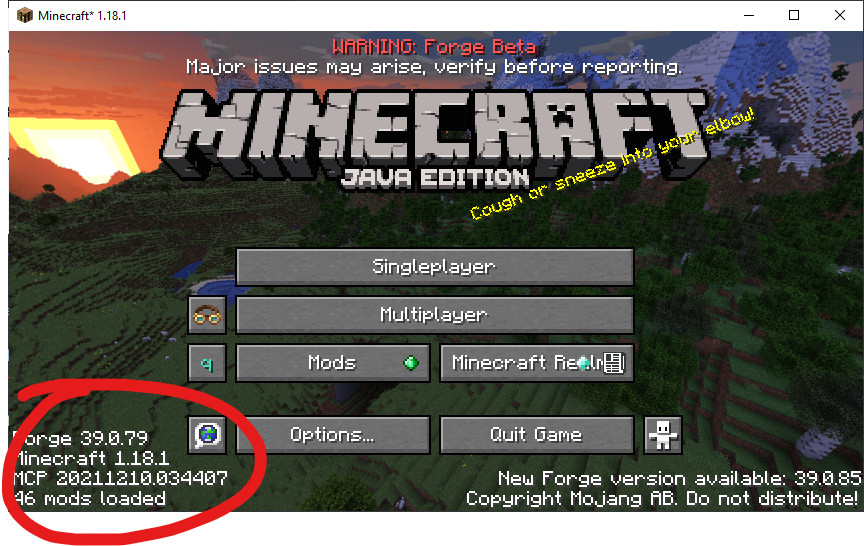 Minecraft* 1.18.1
WARNING: Forge Beta
Major issues may arise, verify before reporting.
MINECRAFT
JAVA EDITION
Cough or sneeze into your elbow!
Singleplayer
Multiplayer
q
Mods
Minecraft Realm
Options...
Quit Game
Forge 39.0.79
Minecraft 1.18.1
MCP 20211210.034407
46 mods loaded
New Forge version available: 39.0.85
Copyright Mojang AB. Do not distribute!